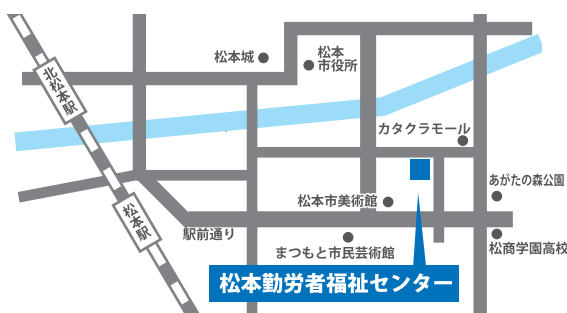 松本城
松本
市役所
北松本駅
カタクラモール
あがたの森公園
松本市美術館
松本駅
駅前通り
まつもと市民芸術館
松商学園高校
松本勤労者福祉センター